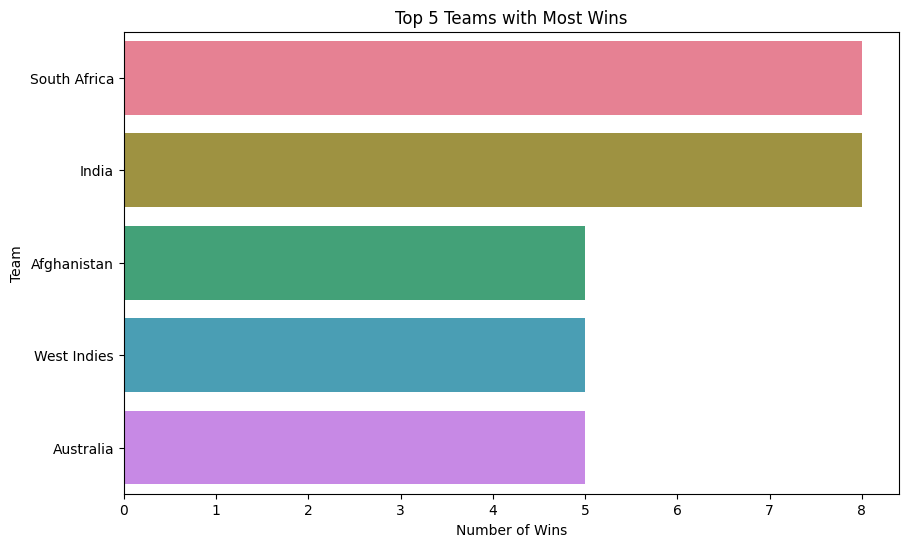 Top 5 Teams with Most Wins
Team
South Africa
India
Afghanistan
West Indies
Australia
0 1 2 3 4 5 6 7 8
Number of Wins